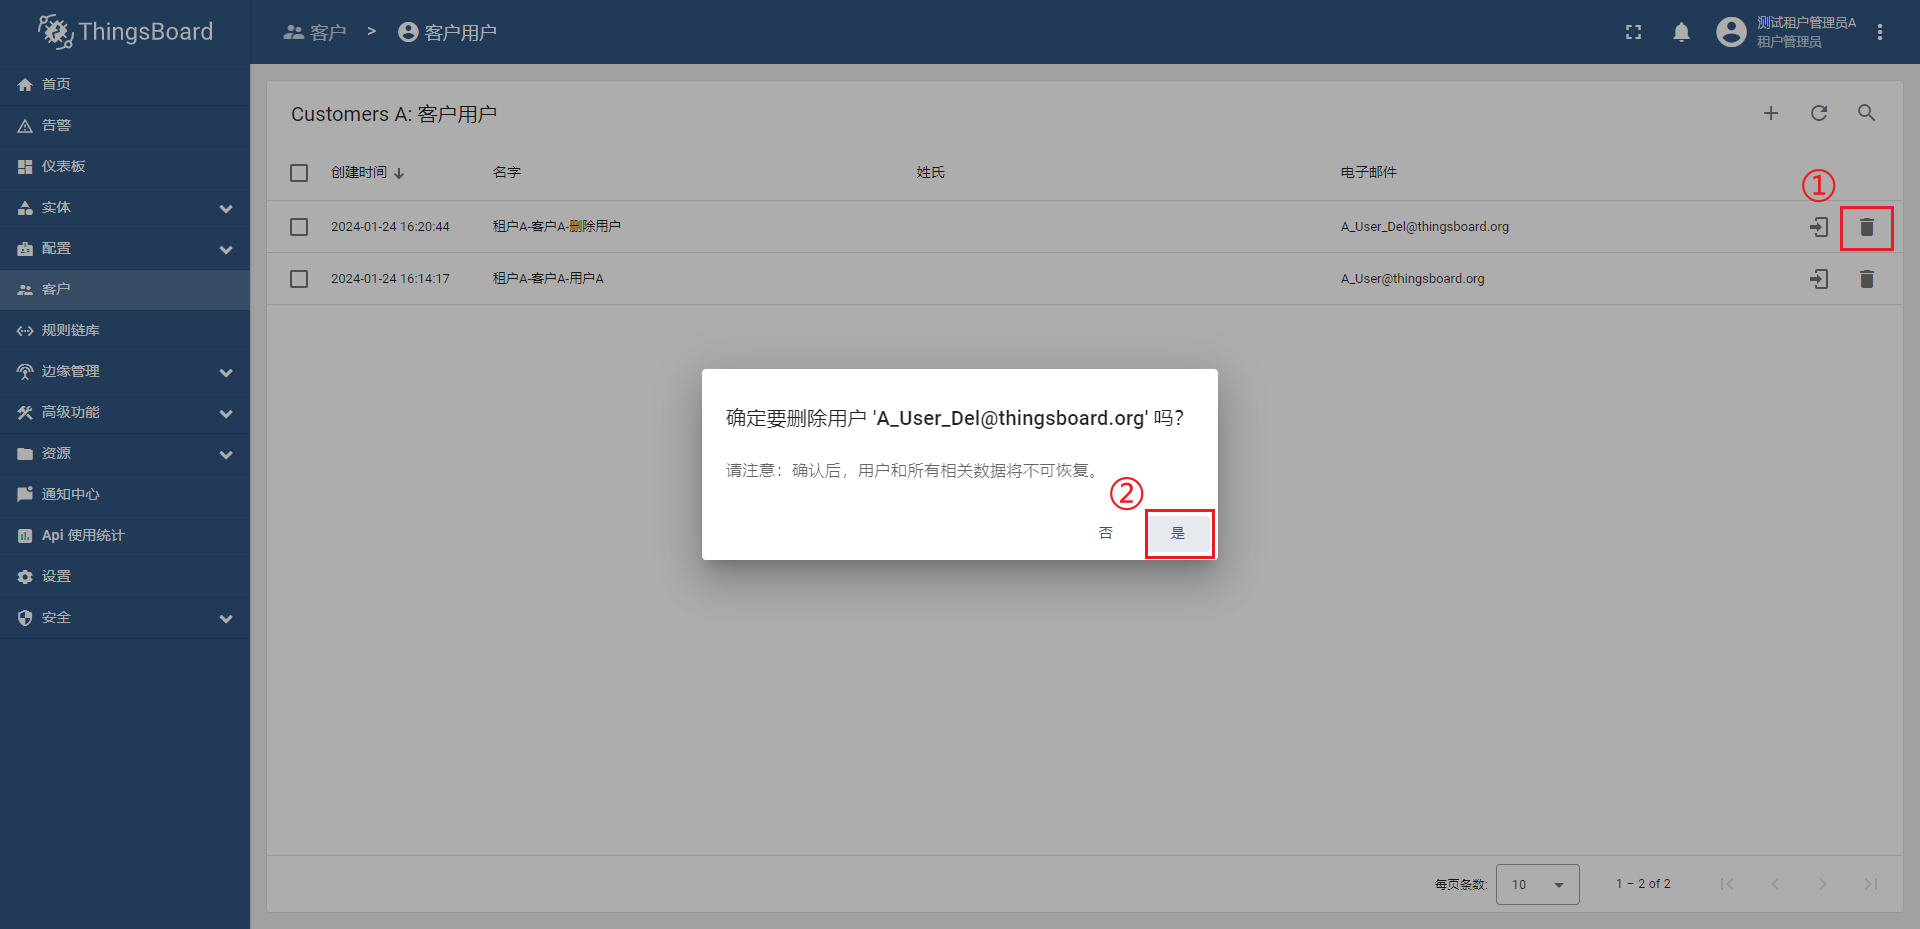 ThingsBoard
客户 > 客户用户
测试租户管理员A
租户管理员
首页
告警
仪表板
实体
配置
客户
规则链库
边缘管理
高级功能
资源
通知中心
Api 使用统计
设置
安全
Customers A: 客户用户
创建时间 名字 姓氏 电子邮件
①
2024-01-24 16:20:44 租户A-客户A-删除用户 A_User_Del@thingsboard.org
2024-01-24 16:14:17 租户A-客户A-用户A A_User@thingsboard.org
确定要删除用户 'A_User_Del@thingsboard.org' 吗?
请注意：确认后，用户和所有相关数据将不可恢复。
②
否 是
每页条数: 10 1 – 2 of 2